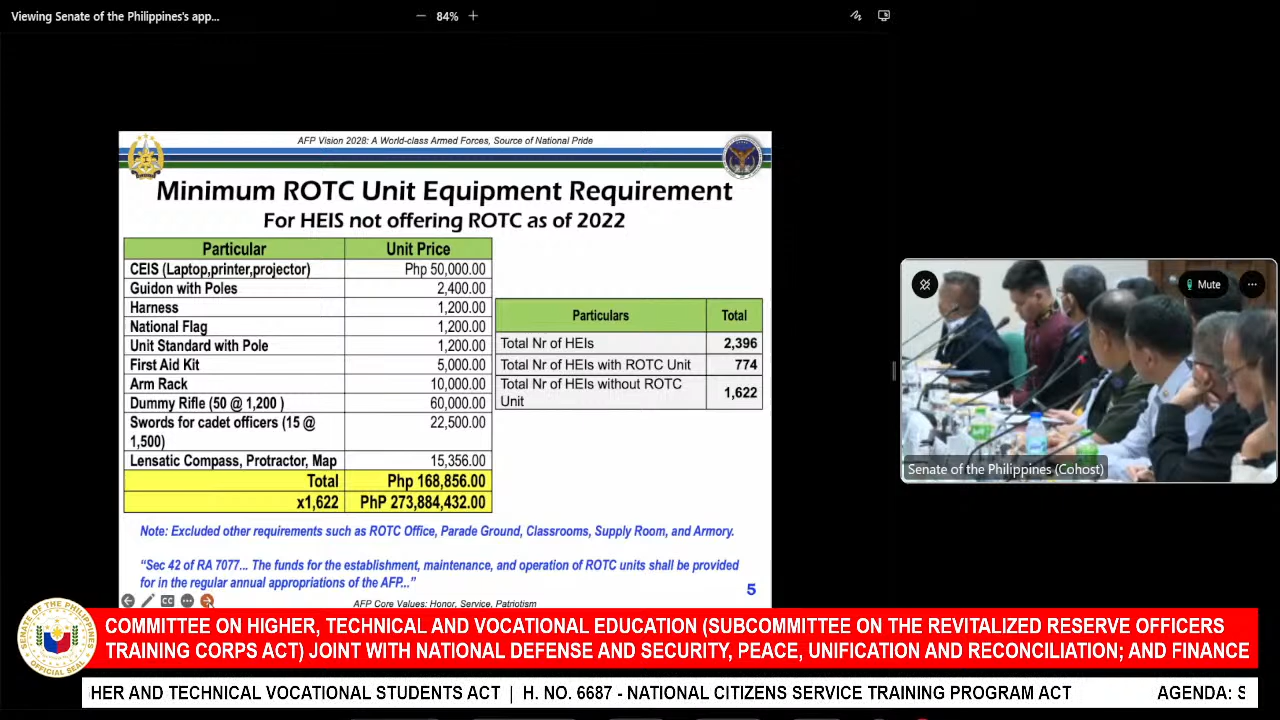 Viewing Senate of the Philippines's app...
− 84% +
AFP Vision 2028: A World-class Armed Forces, Source of National Pride
Minimum ROTC Unit Equipment Requirement
For HEIS not offering ROTC as of 2022
Particular Unit Price
CEIS (Laptop,printer,projector) Php 50,000.00
Guidon with Poles 2,400.00
Harness 1,200.00
National Flag 1,200.00
Unit Standard with Pole 1,200.00
First Aid Kit 5,000.00
Arm Rack 10,000.00
Dummy Rifle (50 @ 1,200 ) 60,000.00
Swords for cadet officers (15 @ 22,500.00
1,500)
Lensatic Compass, Protractor, Map 15,356.00
Total Php 168,856.00
x1,622 PhP 273,884,432.00
Particulars Total
Total Nr of HEIs 2,396
Total Nr of HEIs with ROTC Unit 774
Total Nr of HEIs without ROTC
Unit 1,622
Note: Excluded other requirements such as ROTC Office, Parade Ground, Classrooms, Supply Room, and Armory.
“Sec 42 of RA 7077... The funds for the establishment, maintenance, and operation of ROTC units shall be provided
for in the regular annual appropriations of the AFP...”
5
CC
AFP Core Values: Honor, Service, Patriotism
Mute
Senate of the Philippines (Cohost)
SENATE OF THE PHILIPPINES
OFFICIAL SEAL
COMMITTEE ON HIGHER, TECHNICAL AND VOCATIONAL EDUCATION (SUBCOMMITTEE ON THE REVITALIZED RESERVE OFFICERS
TRAINING CORPS ACT) JOINT WITH NATIONAL DEFENSE AND SECURITY, PEACE, UNIFICATION AND RECONCILIATION; AND FINANCE
HER AND TECHNICAL VOCATIONAL STUDENTS ACT | H. NO. 6687 - NATIONAL CITIZENS SERVICE TRAINING PROGRAM ACT AGENDA: S